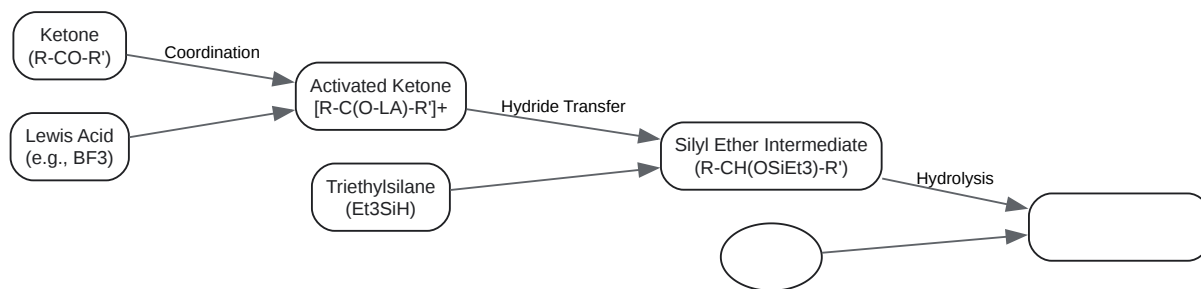 Ketone
(R-CO-R')
Coordination
Lewis Acid
(e.g., BF3)
Activated Ketone
[R-C(O-LA)-R']+
Hydride Transfer
Triethylsilane
(Et3SiH)
Silyl Ether Intermediate
(R-CH(OSiEt3)-R')
Hydrolysis